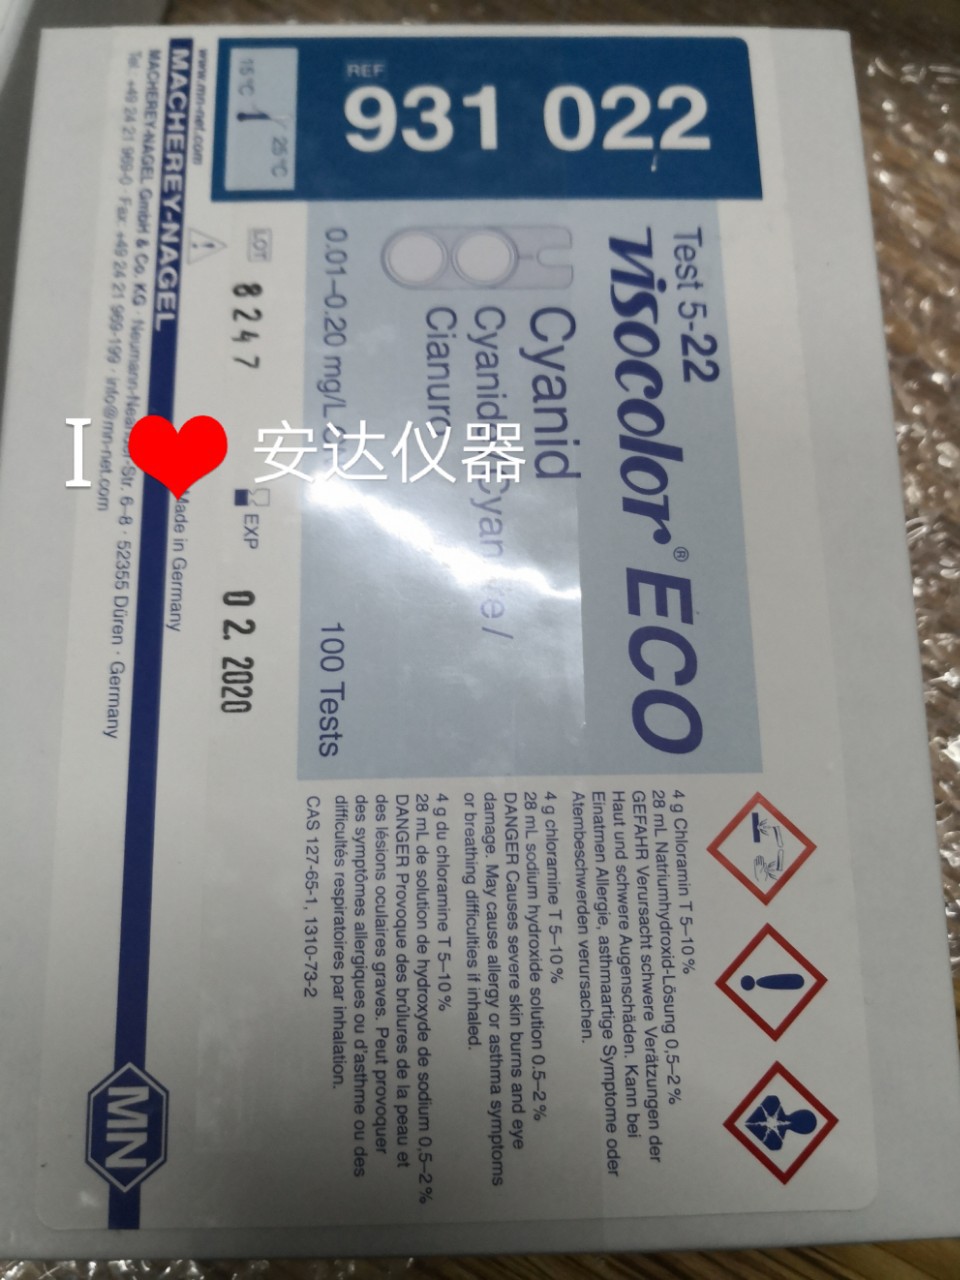 REF
931 022
15 °C
25 °C
Test 5-22
visocolor® ECO
Cyanid
Cyanide /
Cianuro
0.01–0.20 mg/L
100 Tests
LOT
8247
EXP
02.2020
4 g Chloramin T 5–10 %
28 mL Natriumhydroxid-Lösung 0,5–2 %
GEFAHR Verursacht schwere Verätzungen der
Haut und schwere Augenschäden. Kann bei
Einatmen Allergie, asthmaartige Symptome oder
Atembeschwerden verursachen.
4 g chloramine T 5–10 %
28 mL sodium hydroxide solution 0.5–2 %
DANGER Causes severe skin burns and eye
damage. May cause allergy or asthma symptoms
or breathing difficulties if inhaled.
4 g du chloramine T 5–10 %
28 mL de solution de hydroxyde de sodium 0,5–2 %
DANGER Provoque des brûlures de la peau et
des lésions oculaires graves. Peut provoquer
des symptômes allergiques ou d'asthme ou des
difficultés respiratoires par inhalation.
CAS 127-65-1, 1310-73-2
www.mn-net.com
MACHEREY-NAGEL
Made in Germany
MACHEREY-NAGEL GmbH & Co. KG · Neumann-Neander-Str. 6–8 · 52355 Düren · Germany
Tel.: +49 24 21 969-0 · Fax: +49 24 21 969-199 · info@mn-net.com
MN
I ❤ 安达仪器